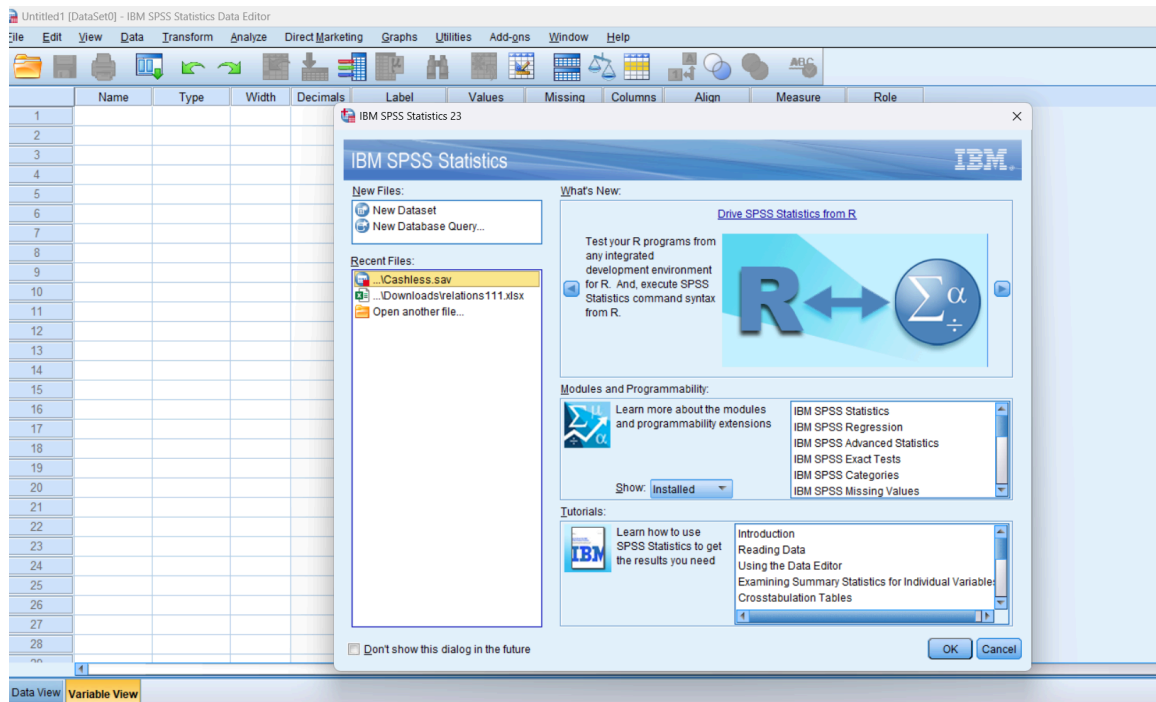 Untitled1 [DataSet0] - IBM SPSS Statistics Data Editor
File Edit View Data Transform Analyze Direct Marketing Graphs Utilities Add-ons Window Help
A
1 4
μ
ABC
Name Type Width Decimals Label Values Missing Columns Align Measure Role
1
2
3
4
5
6
7
8
9
10
11
12
13
14
15
16
17
18
19
20
21
22
23
24
25
26
27
28
IBM SPSS Statistics 23
IBM SPSS Statistics IBM
New Files:
New Dataset
New Database Query...
Recent Files:
...\Cashless.sav
...\Downloads\relations111.xlsx
Open another file...
Don't show this dialog in the future
What's New:
Drive SPSS Statistics from R
Test your R programs from
any integrated
development environment
for R. And, execute SPSS
Statistics command syntax
from R.
R Σ α ÷
Modules and Programmability:
Learn more about the modules
and programmability extensions
Show: Installed
IBM SPSS Statistics
IBM SPSS Regression
IBM SPSS Advanced Statistics
IBM SPSS Exact Tests
IBM SPSS Categories
IBM SPSS Missing Values
Tutorials:
IBM
Learn how to use
SPSS Statistics to get
the results you need
Introduction
Reading Data
Using the Data Editor
Examining Summary Statistics for Individual Variables
Crosstabulation Tables
OK Cancel
Data View Variable View